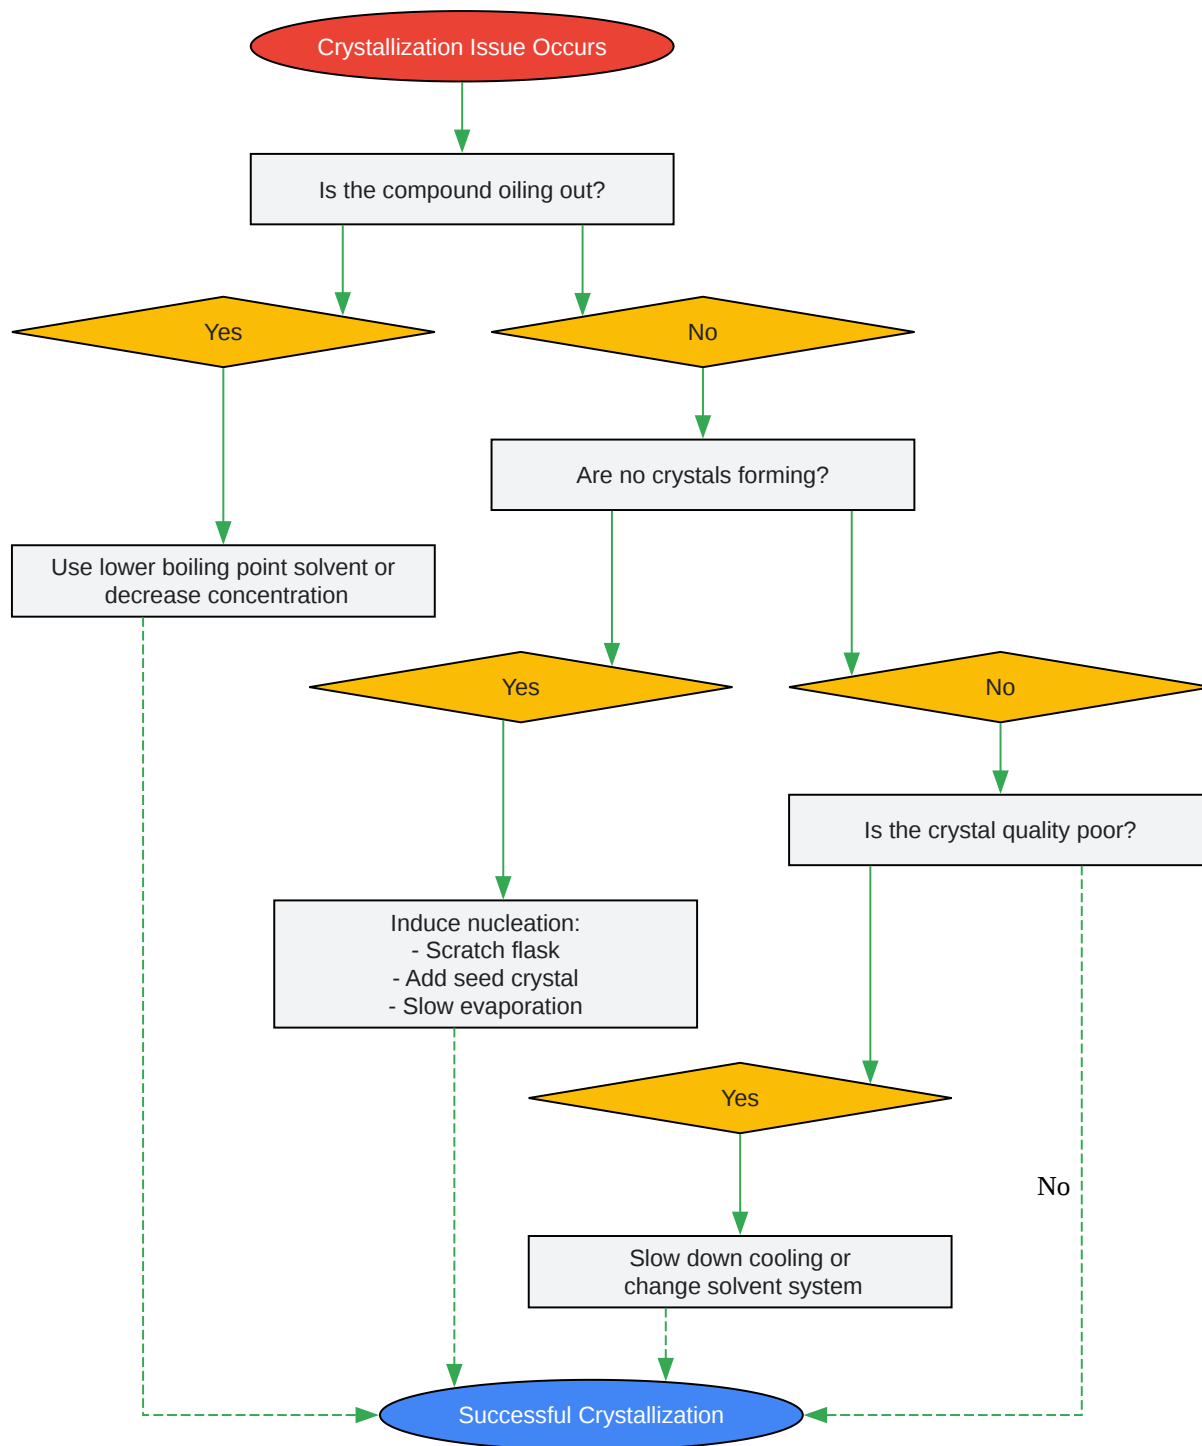 Crystallization Issue Occurs
Is the compound oiling out?
Yes
No
Are no crystals forming?
Use lower boiling point solvent or
decrease concentration
Yes
No
Is the crystal quality poor?
Induce nucleation:
- Scratch flask
- Add seed crystal
- Slow evaporation
Yes
No
Slow down cooling or
change solvent system
Successful Crystallization